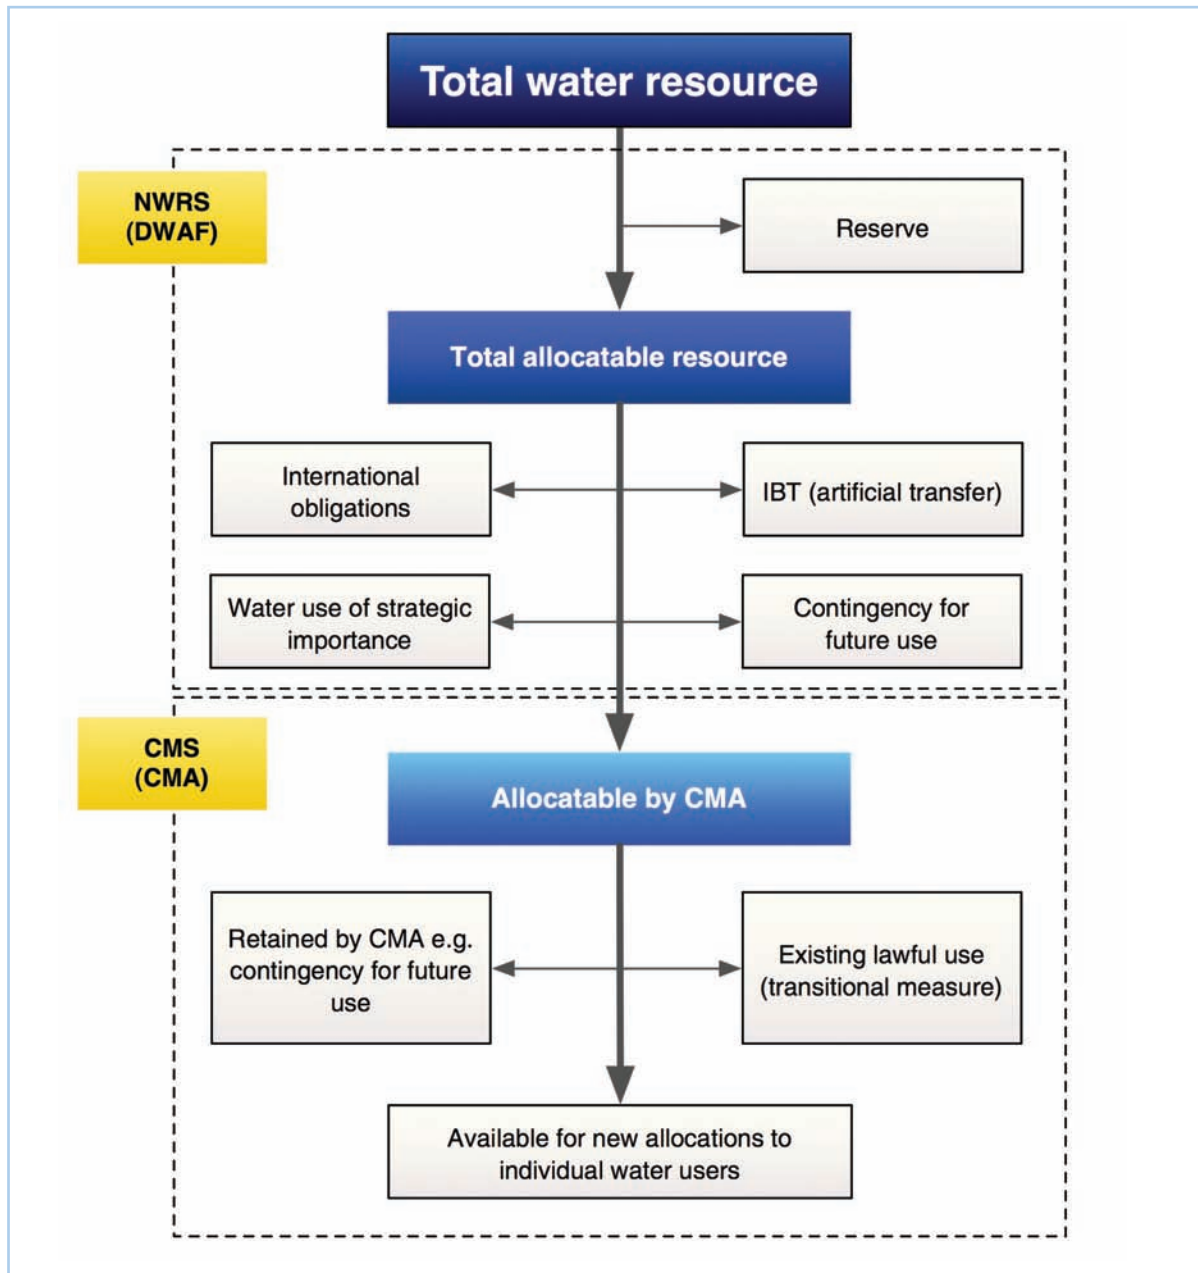 Total water resource
NWRS
(DWAF)
Reserve
Total allocatable resource
International
obligations
IBT (artificial transfer)
Water use of strategic
importance
Contingency for
future use
CMS
(CMA)
Allocatable by CMA
Retained by CMA e.g.
contingency for future
use
Existing lawful use
(transitional measure)
Available for new allocations to
individual water users